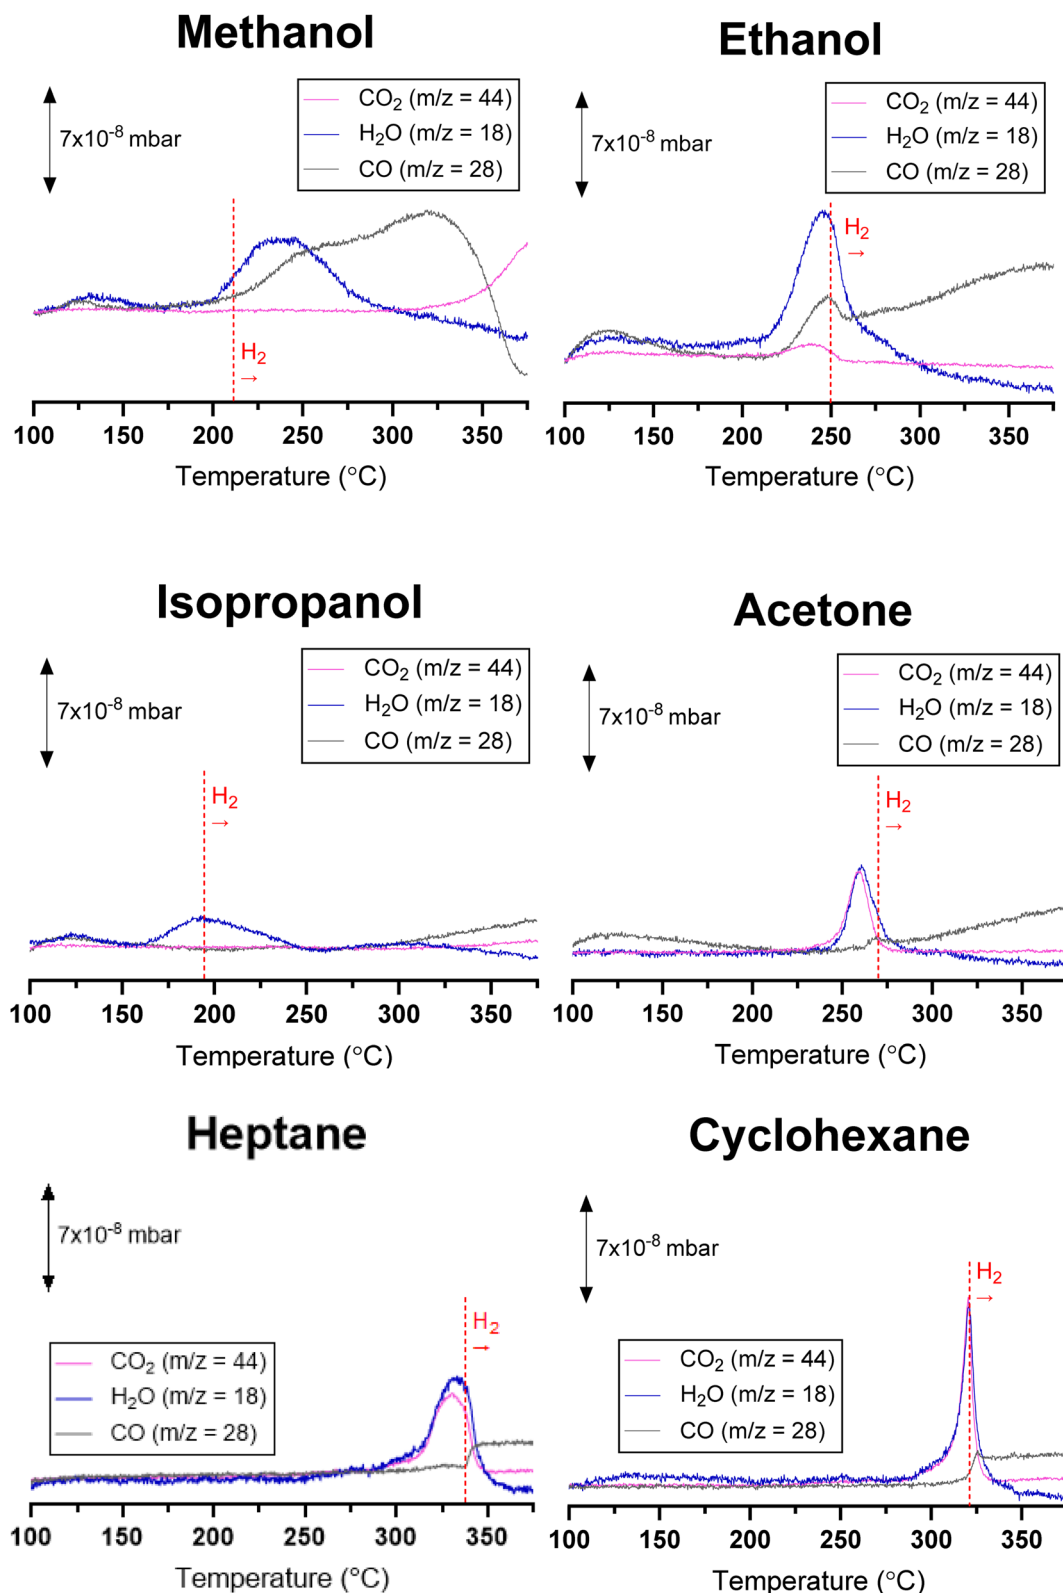 Methanol
7x10⁻⁸ mbar
CO₂ (m/z = 44)
H₂O (m/z = 18)
CO (m/z = 28)
H₂
→
100 150 200 250 300 350
Temperature (°C)
Ethanol
7x10⁻⁸ mbar
CO₂ (m/z = 44)
H₂O (m/z = 18)
CO (m/z = 28)
H₂
→
100 150 200 250 300 350
Temperature (°C)
Isopropanol
7x10⁻⁸ mbar
CO₂ (m/z = 44)
H₂O (m/z = 18)
CO (m/z = 28)
H₂
→
100 150 200 250 300 350
Temperature (°C)
Acetone
7x10⁻⁸ mbar
CO₂ (m/z = 44)
H₂O (m/z = 18)
CO (m/z = 28)
H₂
→
100 150 200 250 300 350
Temperature (°C)
Heptane
7x10⁻⁸ mbar
H₂
→
CO₂ (m/z = 44)
H₂O (m/z = 18)
CO (m/z = 28)
100 150 200 250 300 350
Temperature (°C)
Cyclohexane
7x10⁻⁸ mbar
H₂
→
CO₂ (m/z = 44)
H₂O (m/z = 18)
CO (m/z = 28)
100 150 200 250 300 350
Temperature (°C)